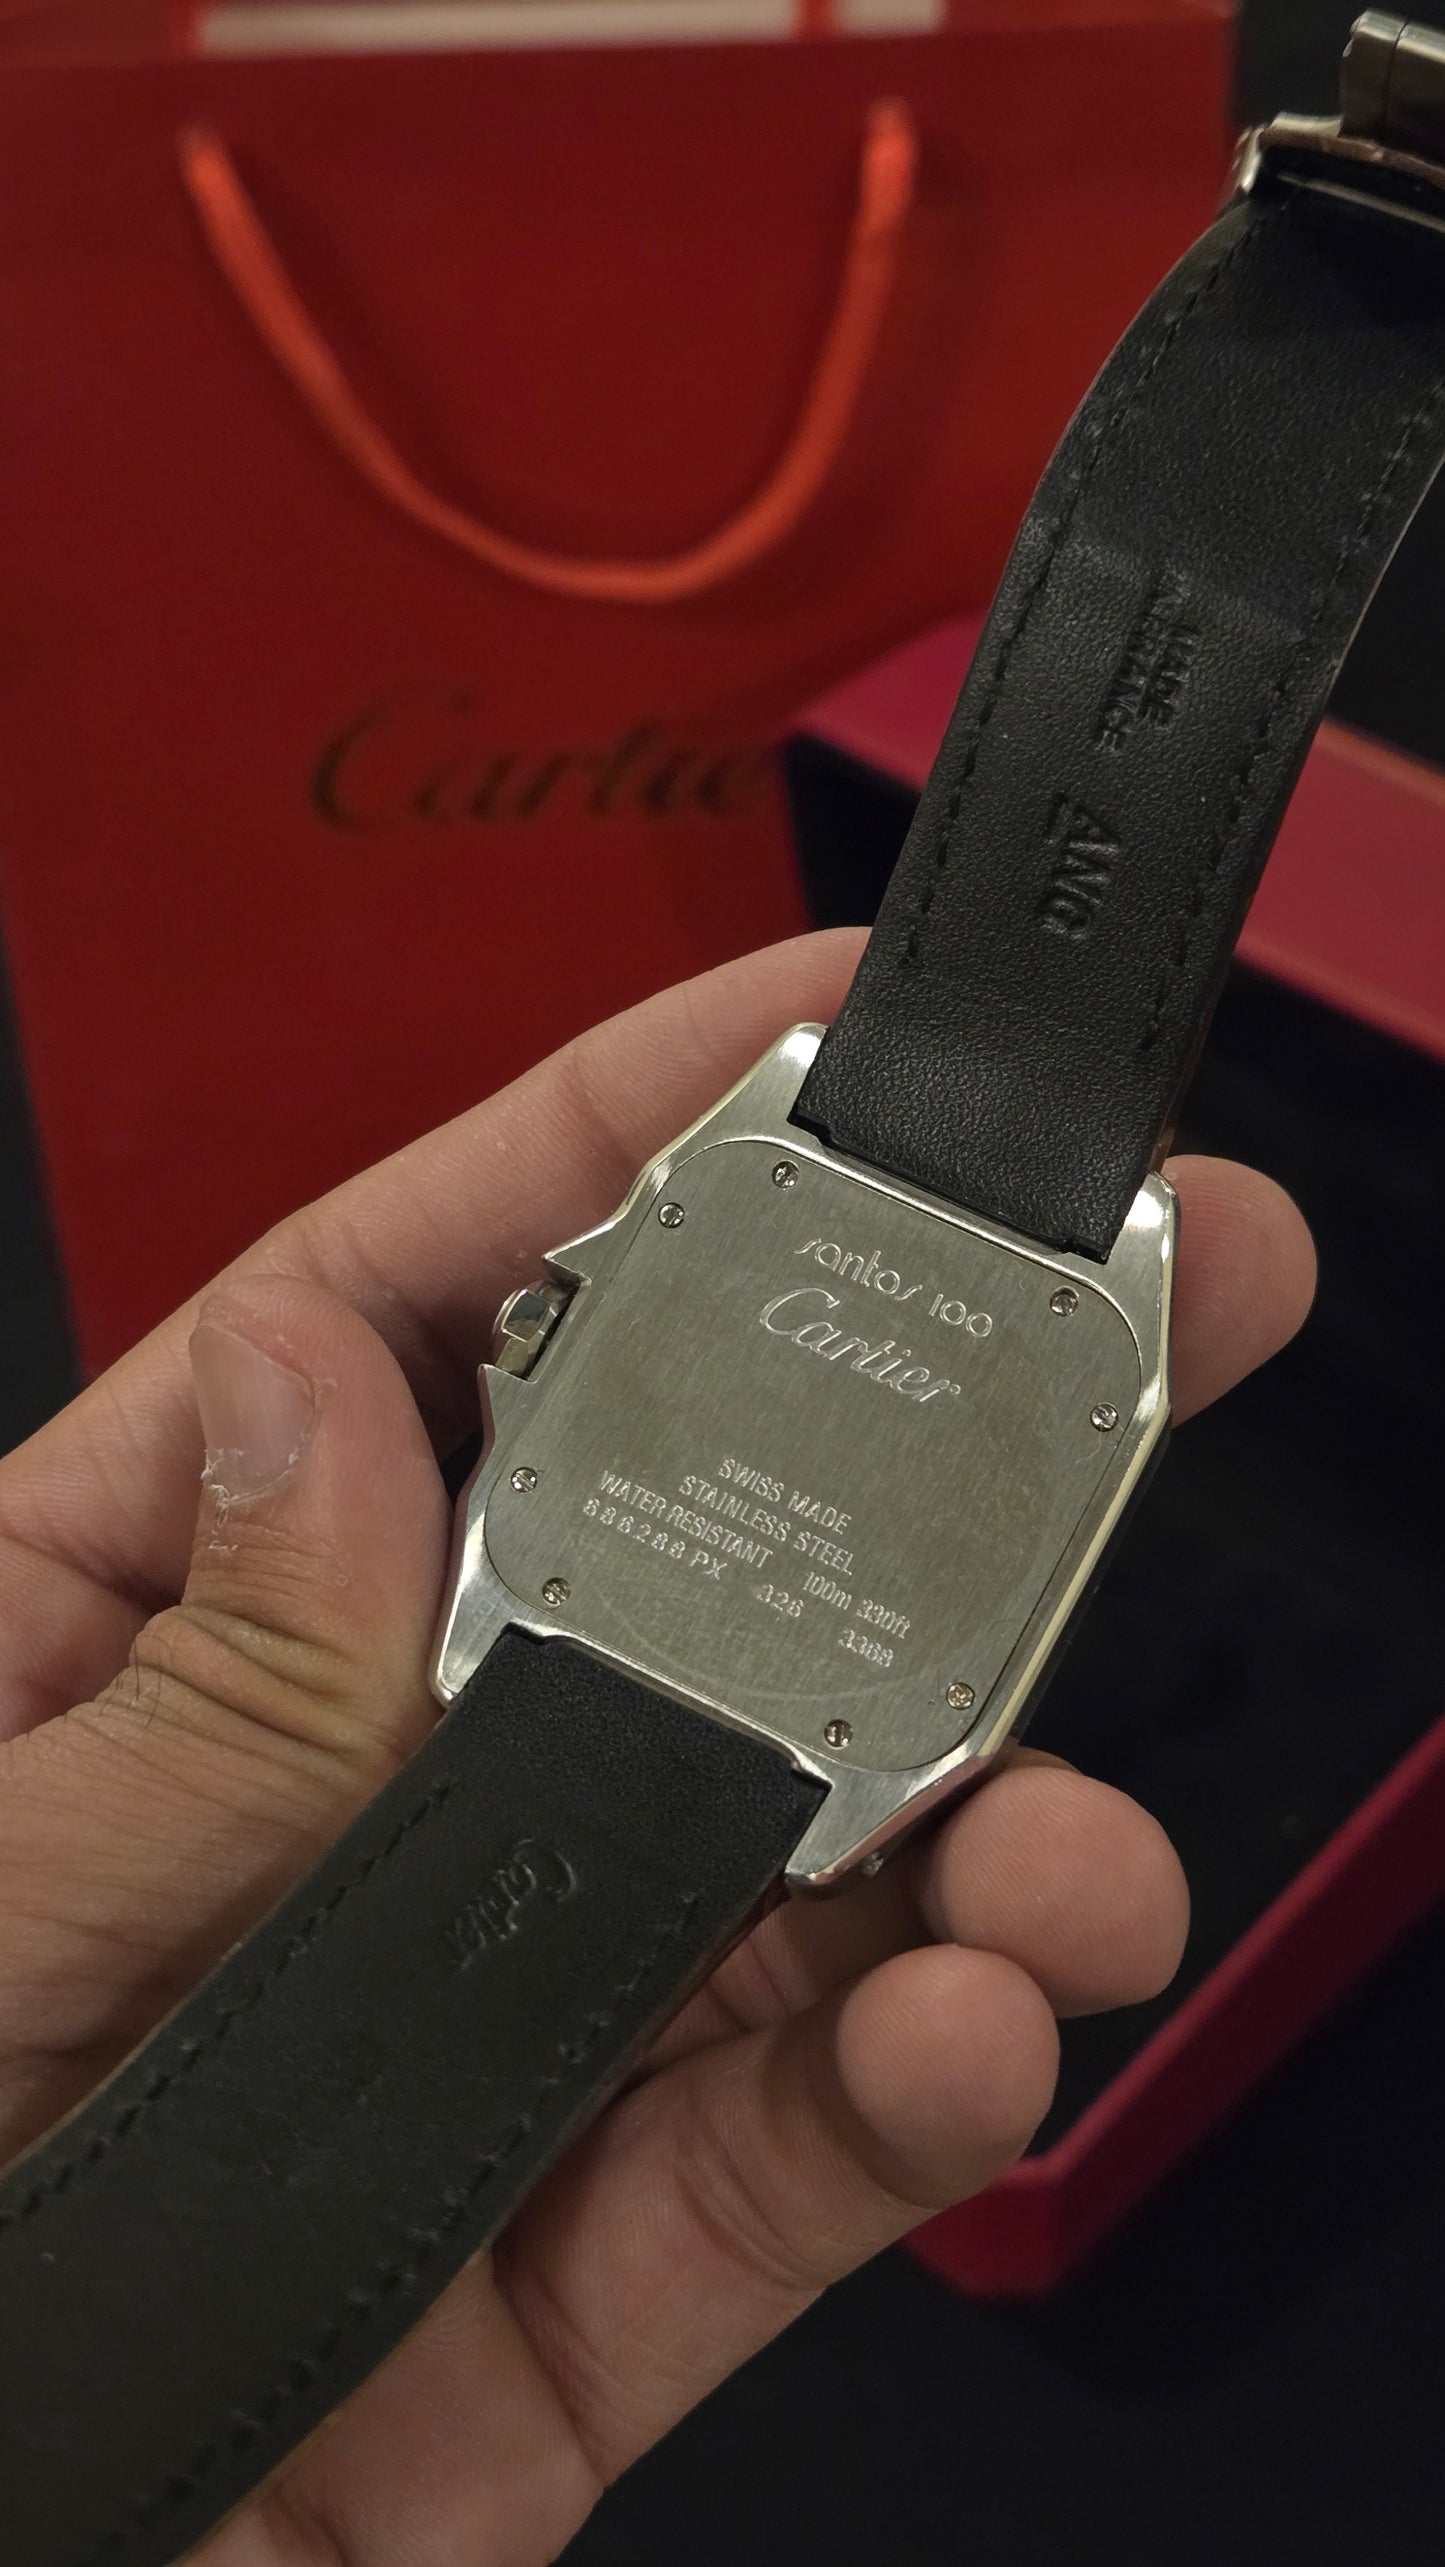 Cartier
MADE
IN FRANCE
ANG
santos 100
Cartier
SWISS MADE
STAINLESS STEEL
WATER RESISTANT 100m 330ft
686288 PX 326 3368
Cartier